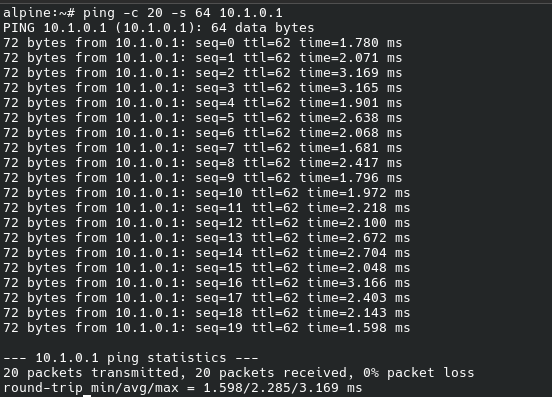 alpine:~# ping -c 20 -s 64 10.1.0.1
PING 10.1.0.1 (10.1.0.1): 64 data bytes
72 bytes from 10.1.0.1: seq=0 ttl=62 time=1.780 ms
72 bytes from 10.1.0.1: seq=1 ttl=62 time=2.071 ms
72 bytes from 10.1.0.1: seq=2 ttl=62 time=3.169 ms
72 bytes from 10.1.0.1: seq=3 ttl=62 time=3.165 ms
72 bytes from 10.1.0.1: seq=4 ttl=62 time=1.901 ms
72 bytes from 10.1.0.1: seq=5 ttl=62 time=2.638 ms
72 bytes from 10.1.0.1: seq=6 ttl=62 time=2.068 ms
72 bytes from 10.1.0.1: seq=7 ttl=62 time=1.681 ms
72 bytes from 10.1.0.1: seq=8 ttl=62 time=2.417 ms
72 bytes from 10.1.0.1: seq=9 ttl=62 time=1.796 ms
72 bytes from 10.1.0.1: seq=10 ttl=62 time=1.972 ms
72 bytes from 10.1.0.1: seq=11 ttl=62 time=2.218 ms
72 bytes from 10.1.0.1: seq=12 ttl=62 time=2.100 ms
72 bytes from 10.1.0.1: seq=13 ttl=62 time=2.672 ms
72 bytes from 10.1.0.1: seq=14 ttl=62 time=2.704 ms
72 bytes from 10.1.0.1: seq=15 ttl=62 time=2.048 ms
72 bytes from 10.1.0.1: seq=16 ttl=62 time=3.166 ms
72 bytes from 10.1.0.1: seq=17 ttl=62 time=2.403 ms
72 bytes from 10.1.0.1: seq=18 ttl=62 time=2.143 ms
72 bytes from 10.1.0.1: seq=19 ttl=62 time=1.598 ms
--- 10.1.0.1 ping statistics ---
20 packets transmitted, 20 packets received, 0% packet loss
round-trip min/avg/max = 1.598/2.285/3.169 ms